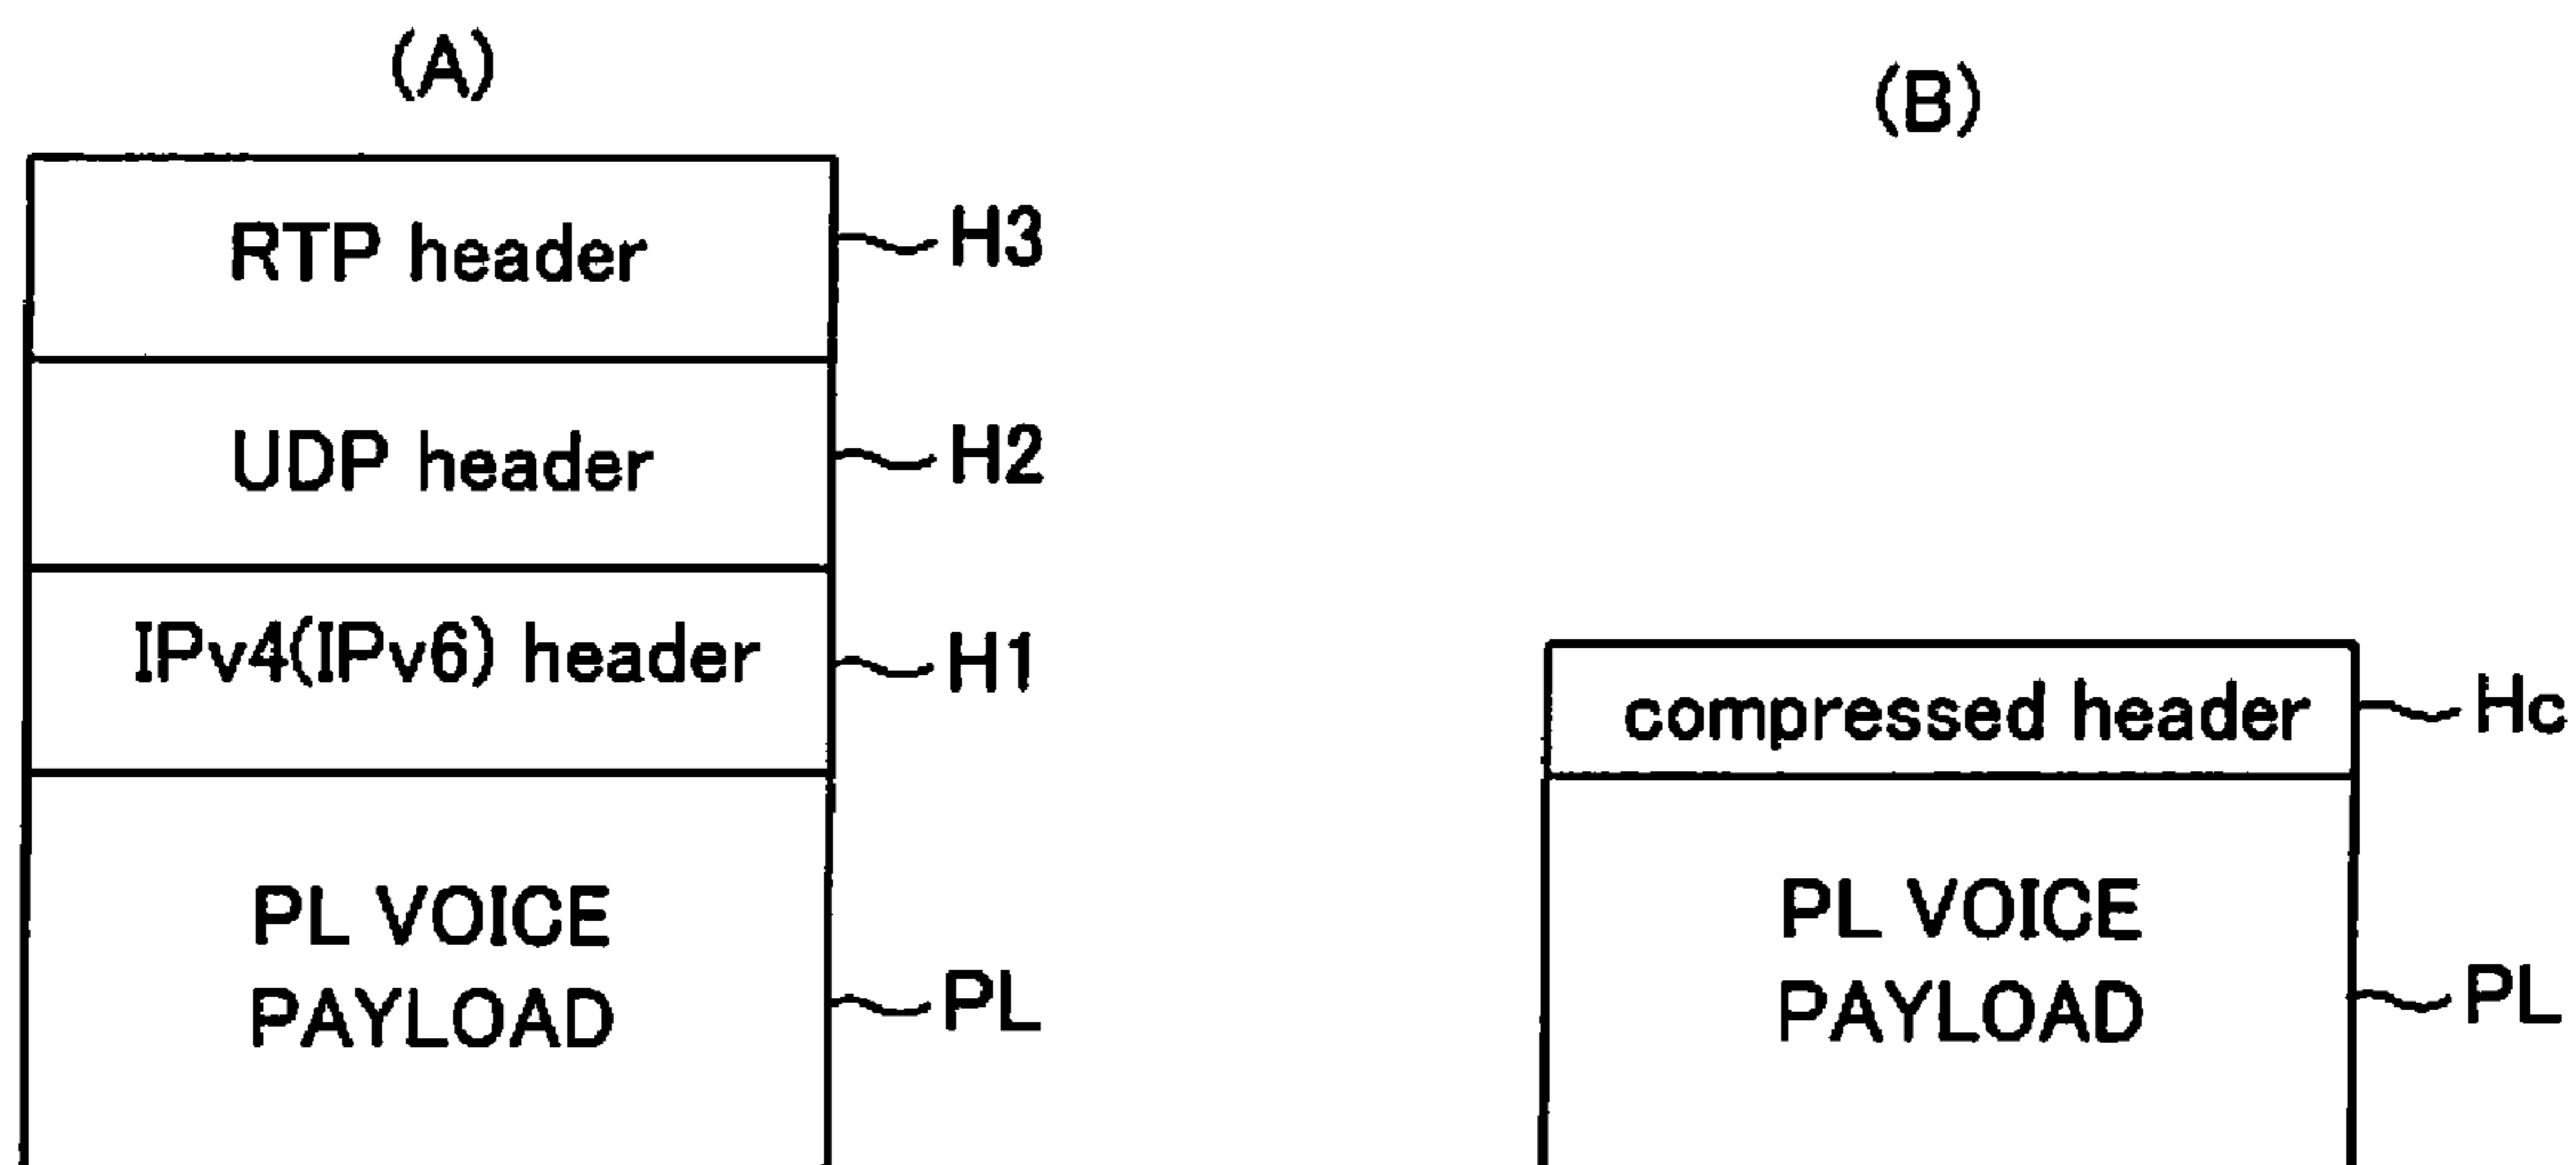 (A)
RTP header
H3
UDP header
H2
IPv4(IPv6) header
H1
PL VOICE
PAYLOAD
PL
(B)
compressed header
Hc
PL VOICE
PAYLOAD
PL